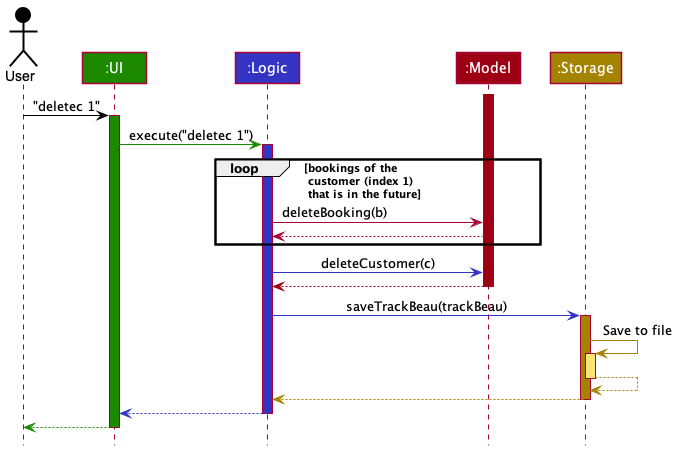 User
:UI
:Logic
:Model
:Storage
"deletec 1"
execute("deletec 1")
loop
[bookings of the
customer (index 1)
that is in the future]
deleteBooking(b)
deleteCustomer(c)
saveTrackBeau(trackBeau)
Save to file